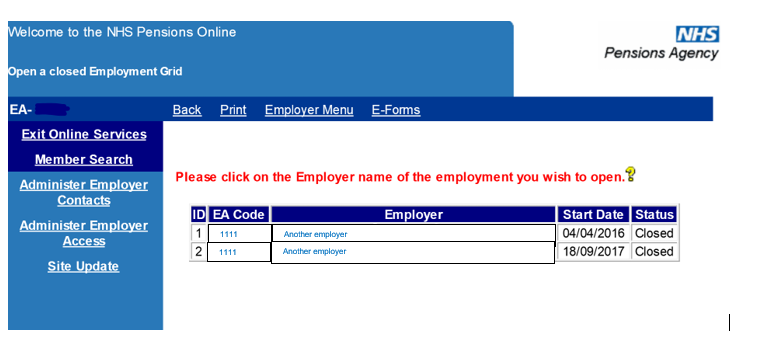 Welcome to the NHS Pensions Online
NHS
Pensions Agency
Open a closed Employment Grid
EA-
Back Print Employer Menu E-Forms
Exit Online Services
Member Search
Administer Employer
Contacts
Administer Employer
Access
Site Update
Please click on the Employer name of the employment you wish to open.?
ID EA Code Employer Start Date Status
1 1111 Another employer 04/04/2016 Closed
2 1111 Another employer 18/09/2017 Closed